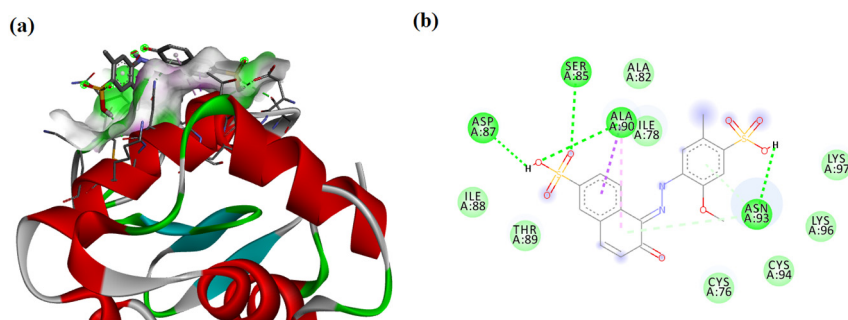 (a)
(b)
SER
A:85
ALA
A:82
ASP
A:87
ALA
A:90
ILE
A:78
H
O
O
O
S
O
O
S
O
H
LYS
A:97
ILE
A:88
THR
A:89
N
N
O
ASN
A:93
LYS
A:96
O
CYS
A:94
CYS
A:76